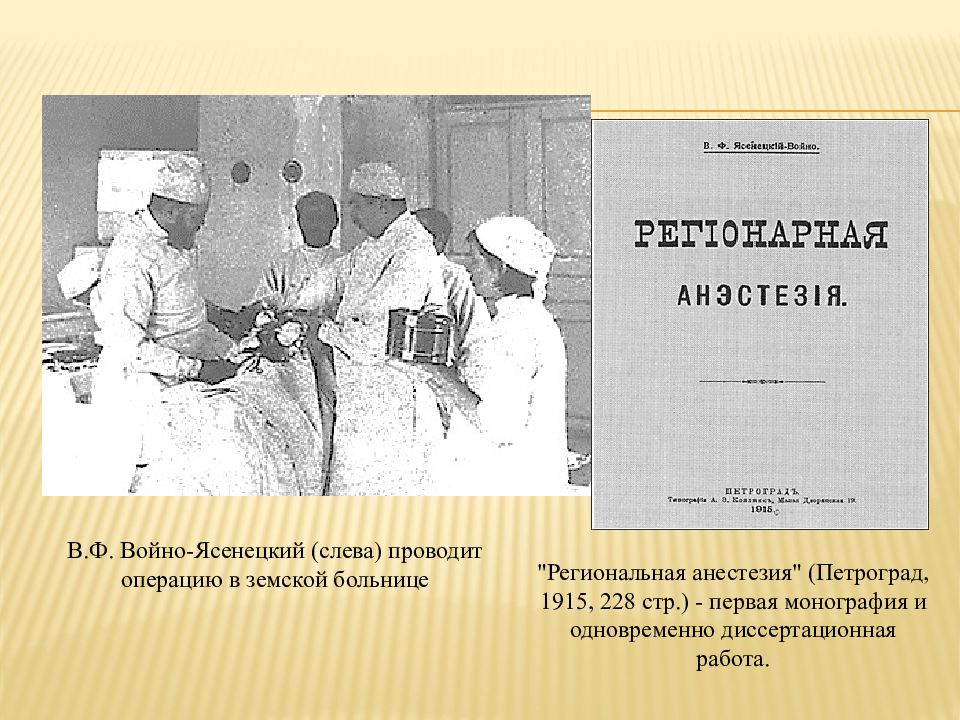 В. Ф. Ясенецкій-Войно.
РЕГІОНАРНАЯ
АНЭСТЕЗІЯ.
ПЕТРОГРАДЪ.
Типографія А. Э. Коллинсъ, Малая Дворянская 19.
1915.
В.Ф. Войно-Ясенецкий (слева) проводит
операцию в земской больнице
"Региональная анестезия" (Петроград,
1915, 228 стр.) - первая монография и
одновременно диссертационная
работа.